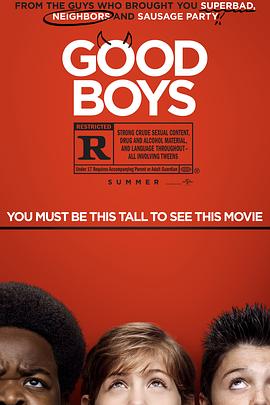 FROM THE GUYS WHO BROUGHT YOU SUPERBAD,
NEIGHBORS AND SAUSAGE PARTY
GOOD
BOYS
RESTRICTED
R
STRONG CRUDE SEXUAL CONTENT,
DRUG AND ALCOHOL MATERIAL,
AND LANGUAGE THROUGHOUT–
ALL INVOLVING TWEENS
Under 17 Requires Accompanying Parent or Adult Guardian
SUMMER
YOU MUST BE THIS TALL TO SEE THIS MOVIE